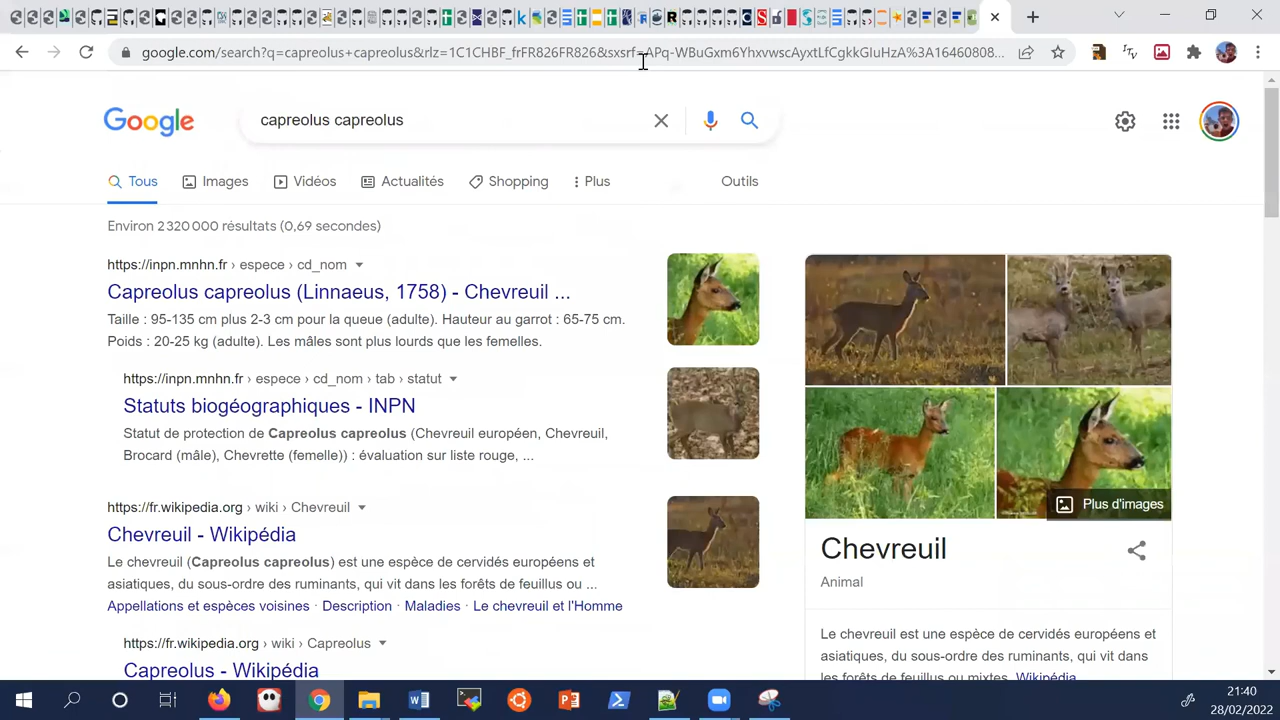 google.com/search?q=capreolus+capreolus&rlz=1C1CHBF_frFR826FR826&sxsrf=APq-WBuGxm6YhxvwscAyxtLfCgkkGIuHzA%3A16460808...
Google
capreolus capreolus
Tous
Images
Vidéos
Actualités
Shopping
Plus
Outils
Environ 2 320 000 résultats (0,69 secondes)
https://inpn.mnhn.fr › espece › cd_nom
Capreolus capreolus (Linnaeus, 1758) - Chevreuil ...
Taille : 95-135 cm plus 2-3 cm pour la queue (adulte). Hauteur au garrot : 65-75 cm.
Poids : 20-25 kg (adulte). Les mâles sont plus lourds que les femelles.
https://inpn.mnhn.fr › espece › cd_nom › tab › statut
Statuts biogéographiques - INPN
Statut de protection de Capreolus capreolus (Chevreuil européen, Chevreuil,
Brocard (mâle), Chevrette (femelle)) : évaluation sur liste rouge, ...
https://fr.wikipedia.org › wiki › Chevreuil
Chevreuil - Wikipédia
Le chevreuil (Capreolus capreolus) est une espèce de cervidés européens et
asiatiques, du sous-ordre des ruminants, qui vit dans les forêts de feuillus ou ...
Appellations et espèces voisines · Description · Maladies · Le chevreuil et l'Homme
https://fr.wikipedia.org › wiki › Capreolus
Capreolus - Wikipédia
Plus d'images
Chevreuil
Animal
Le chevreuil est une espèce de cervidés européens et
asiatiques, du sous-ordre des ruminants, qui vit dans
les forêts de feuillus ou mixtes. Wikipédia
21:40
28/02/2022